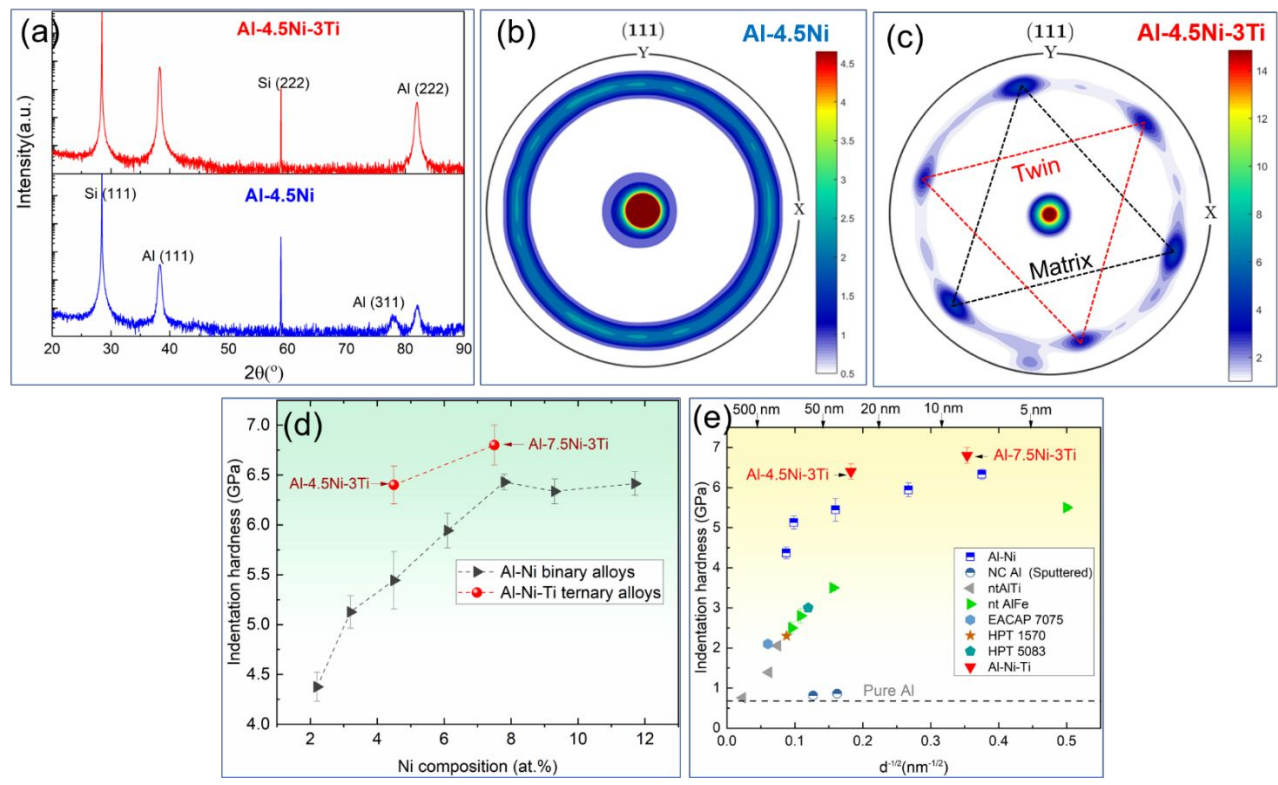 (a)
Al-4.5Ni-3Ti
Si (222)
Al (222)
Al-4.5Ni
Si (111)
Al (111)
Al (311)
Intensity(a.u.)
20 30 40 50 60 70 80 90
2θ(°)
(b)
(111)
Al-4.5Ni
Y
X
4.5
4
3.5
3
2.5
2
1.5
1
0.5
(c)
(111)
Al-4.5Ni-3Ti
Y
X
Twin
Matrix
14
12
10
8
6
4
2
(d)
7.0
6.5
6.0
5.5
5.0
4.5
4.0
Indentation hardness (GPa)
Al-4.5Ni-3Ti
Al-7.5Ni-3Ti
Al-Ni binary alloys
Al-Ni-Ti ternary alloys
2 4 6 8 10 12
Ni composition (at.%)
500 nm 50 nm 20 nm 10 nm 5 nm
(e)
7
6
5
4
3
2
1
0
Indentation hardness (GPa)
Al-4.5Ni-3Ti
Al-7.5Ni-3Ti
Al-Ni
NC Al (Sputtered)
ntAlTi
nt AlFe
EACAP 7075
HPT 1570
HPT 5083
Al-Ni-Ti
Pure Al
0.0 0.1 0.2 0.3 0.4 0.5
d-1/2(nm-1/2)